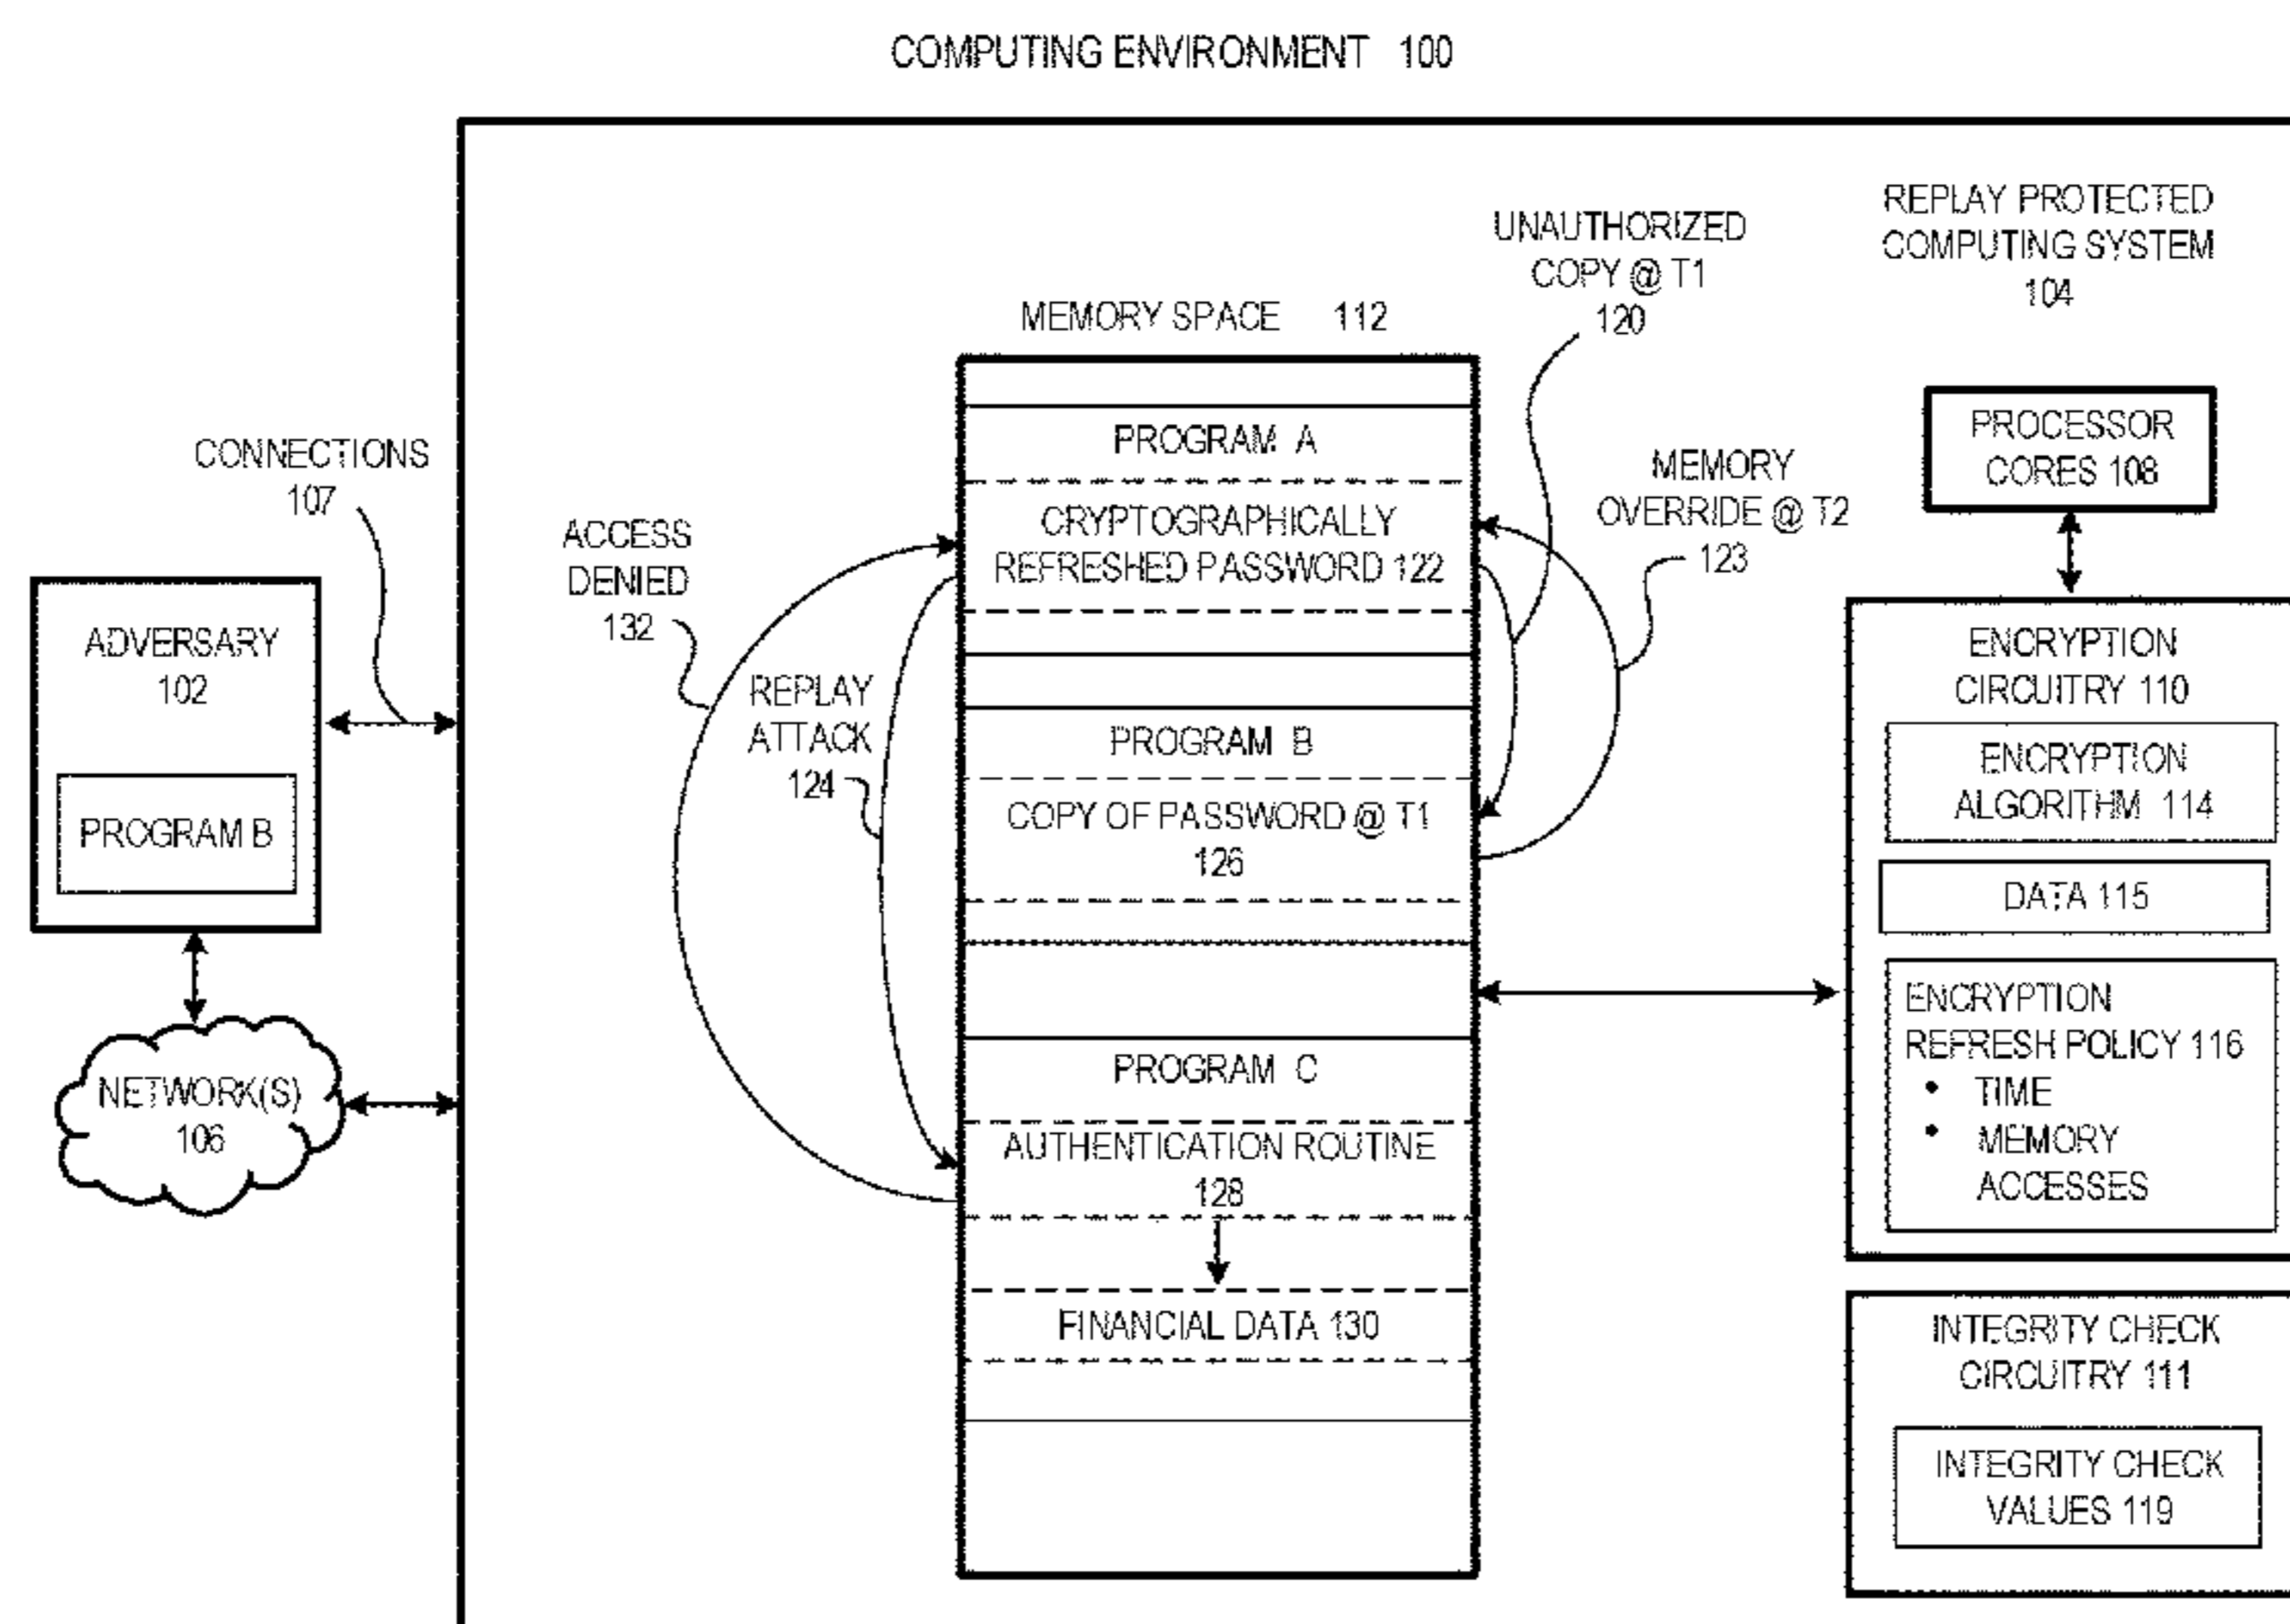 COMPUTING ENVIRONMENT 100
REPLAY PROTECTED
COMPUTING SYSTEM
104
UNAUTHORIZED
COPY @ T1
120
MEMORY SPACE 112
PROCESSOR
CORES 108
CONNECTIONS
107
ACCESS
DENIED
132
PROGRAM A
CRYPTOGRAPHICALLY
REFRESHED PASSWORD 122
MEMORY
OVERRIDE @ T2
123
ADVERSARY
102
PROGRAM B
REPLAY
ATTACK
124
PROGRAM B
COPY OF PASSWORD @ T1
126
ENCRYPTION
CIRCUITRY 110
ENCRYPTION
ALGORITHM 114
DATA 115
ENCRYPTION
REFRESH POLICY 116
• TIME
• MEMORY
ACCESSES
NETWORK(S)
106
PROGRAM C
AUTHENTICATION ROUTINE
128
FINANCIAL DATA 130
INTEGRITY CHECK
CIRCUITRY 111
INTEGRITY CHECK
VALUES 119